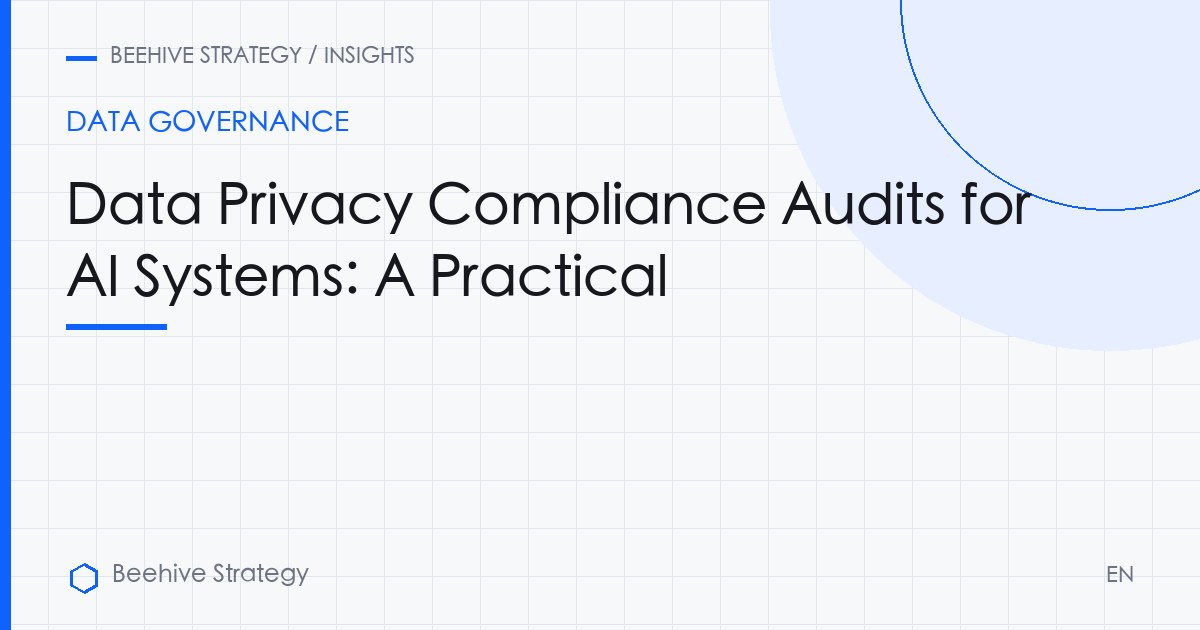 BEEHIVE STRATEGY / INSIGHTS
DATA GOVERNANCE
Data Privacy Compliance Audits for
AI Systems: A Practical
Beehive Strategy
EN